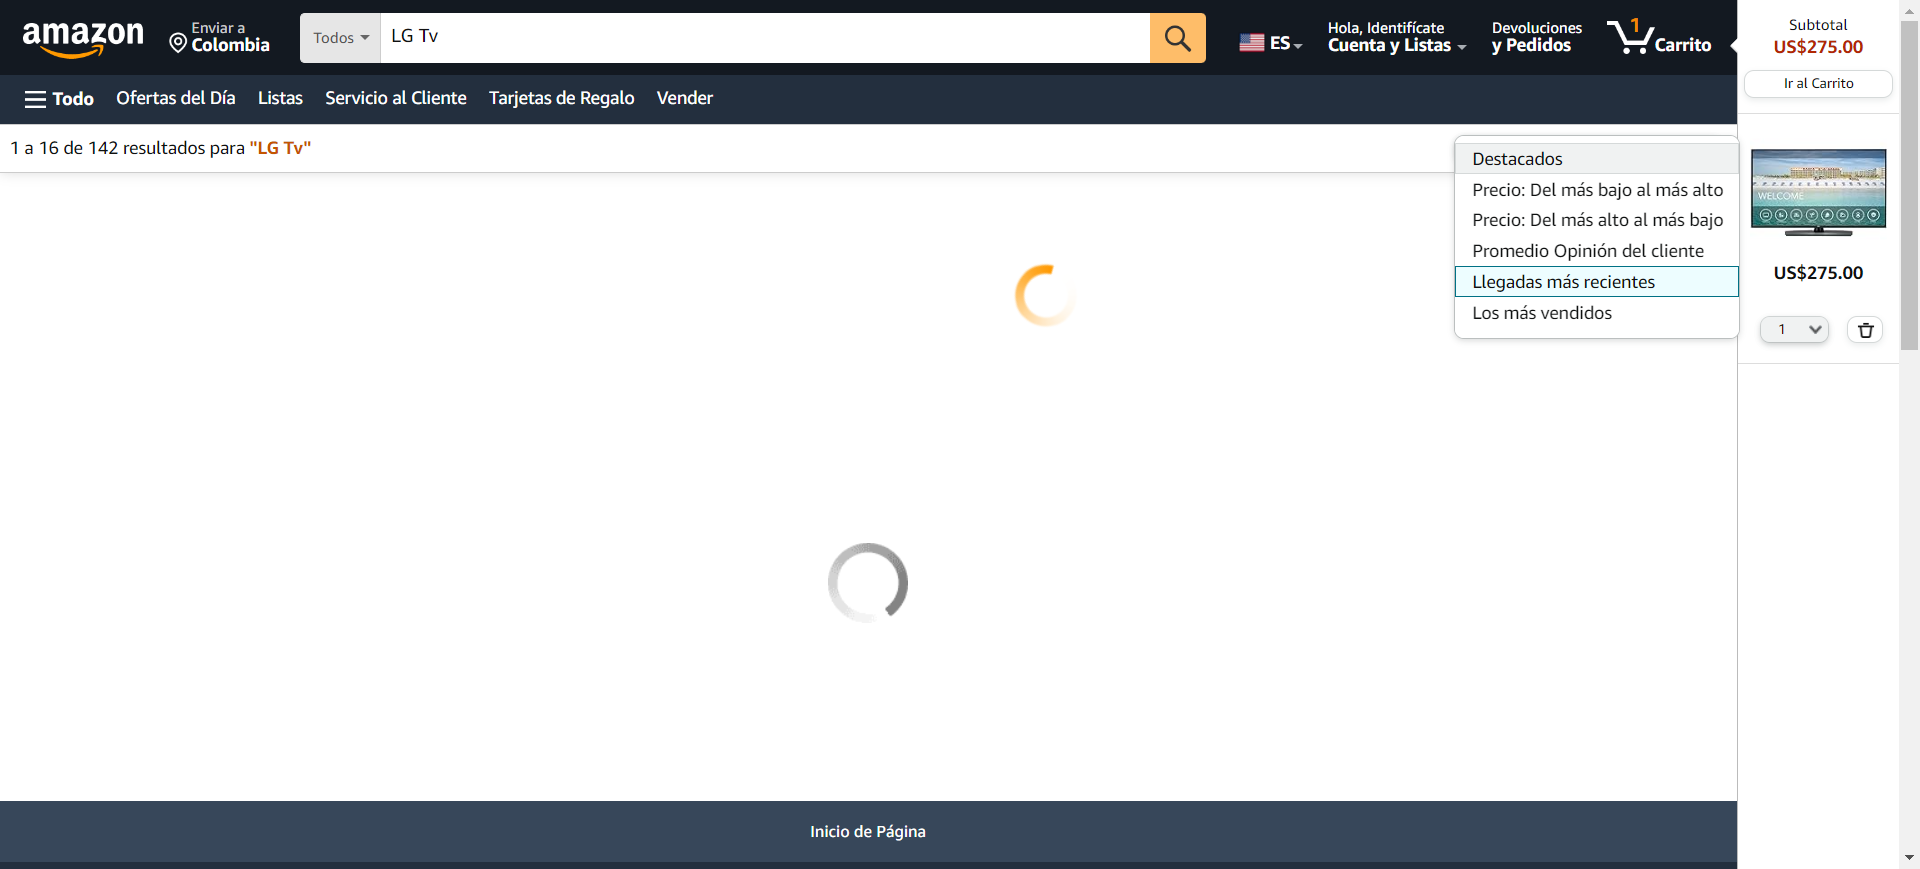 amazon
Enviar a
Colombia
Todos
LG Tv
ES
Hola, Identifícate
Cuenta y Listas
Devoluciones
y Pedidos
1
Carrito
Subtotal
US$275.00
Ir al Carrito
Todo
Ofertas del Día
Listas
Servicio al Cliente
Tarjetas de Regalo
Vender
1 a 16 de 142 resultados para "LG Tv"
Destacados
Precio: Del más bajo al más alto
Precio: Del más alto al más bajo
Promedio Opinión del cliente
Llegadas más recientes
Los más vendidos
WELCOME
US$275.00
1
Inicio de Página